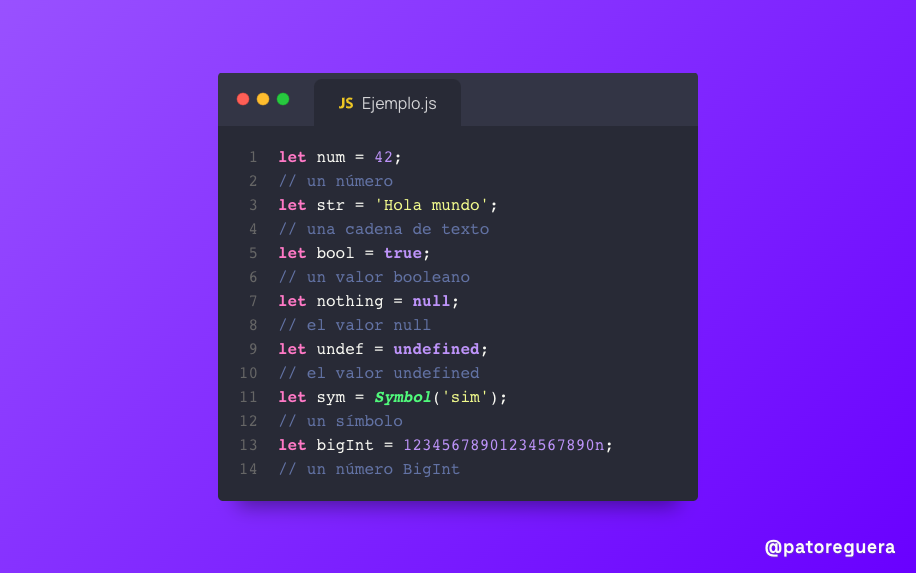 JS Ejemplo.js
1 let num = 42;
2 // un número
3 let str = 'Hola mundo';
4 // una cadena de texto
5 let bool = true;
6 // un valor booleano
7 let nothing = null;
8 // el valor null
9 let undef = undefined;
10 // el valor undefined
11 let sym = Symbol('sim');
12 // un símbolo
13 let bigInt = 12345678901234567890n;
14 // un número BigInt
@patoreguera